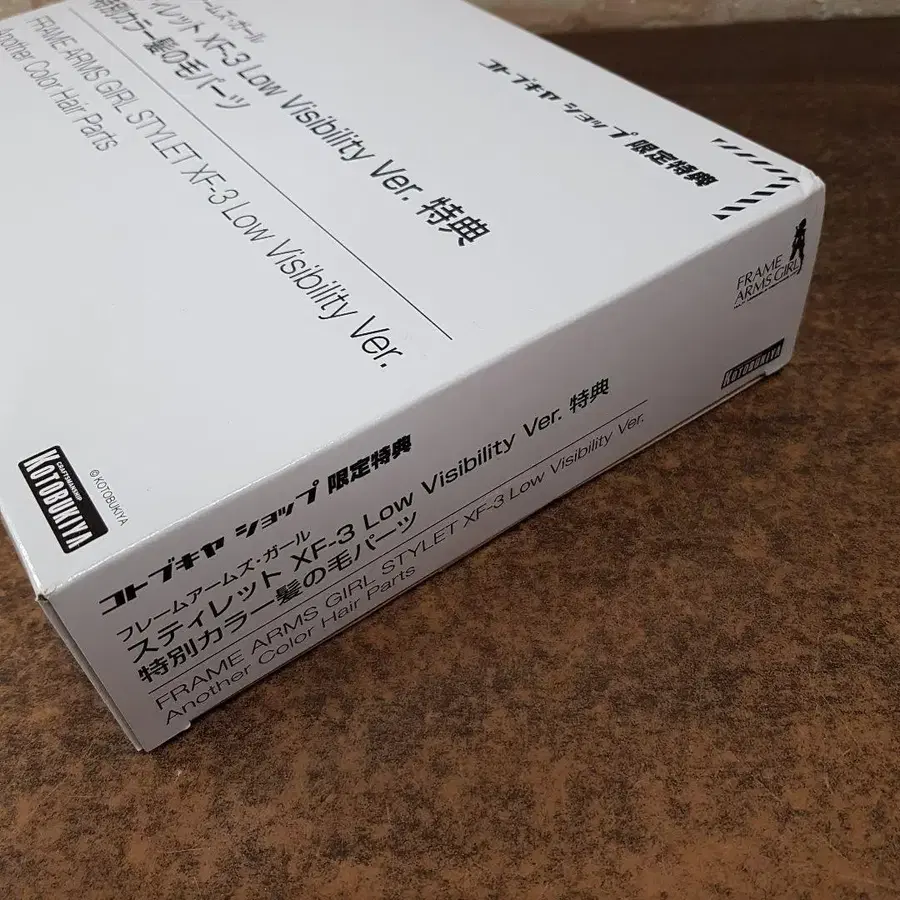 コトブキヤ ショップ 限定特典
XF-3 Low Visibility Ver. 特典
特別カラー髪の毛パーツ
FRAME ARMS GIRL STYLET XF-3 Low Visibility Ver.
Another Color Hair Parts
CRAFTSMANSHIP
KOTOBUKIYA
©KOTOBUKIYA
FRAME
ARMS GIRL
KOTOBUKIYA
コトブキヤ ショップ 限定特典
フレームアームズ・ガール
スティレット XF-3 Low Visibility Ver. 特典
特別カラー髪の毛パーツ
FRAME ARMS GIRL STYLET XF-3 Low Visibility Ver.
Another Color Hair Parts